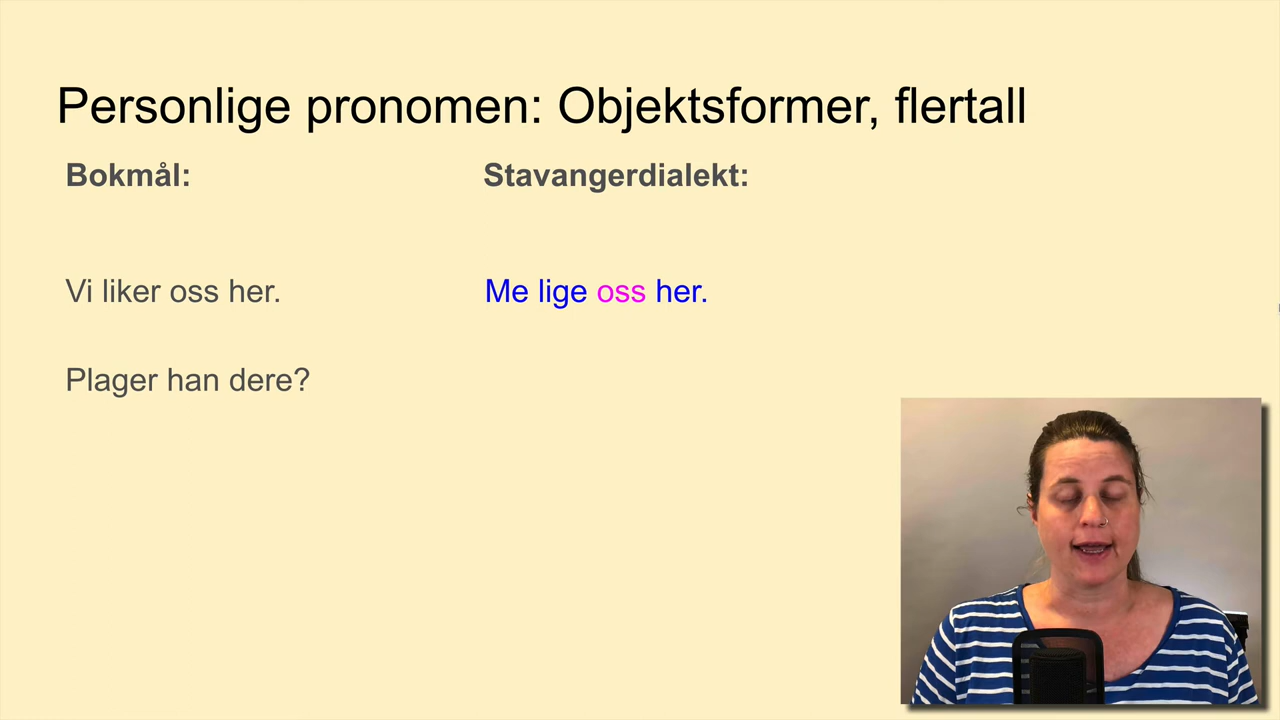 Personlige pronomen: Objektsformer, flertall
Bokmål:
Stavangerdialekt:
Vi liker oss her.
Me lige oss her.
Plager han dere?